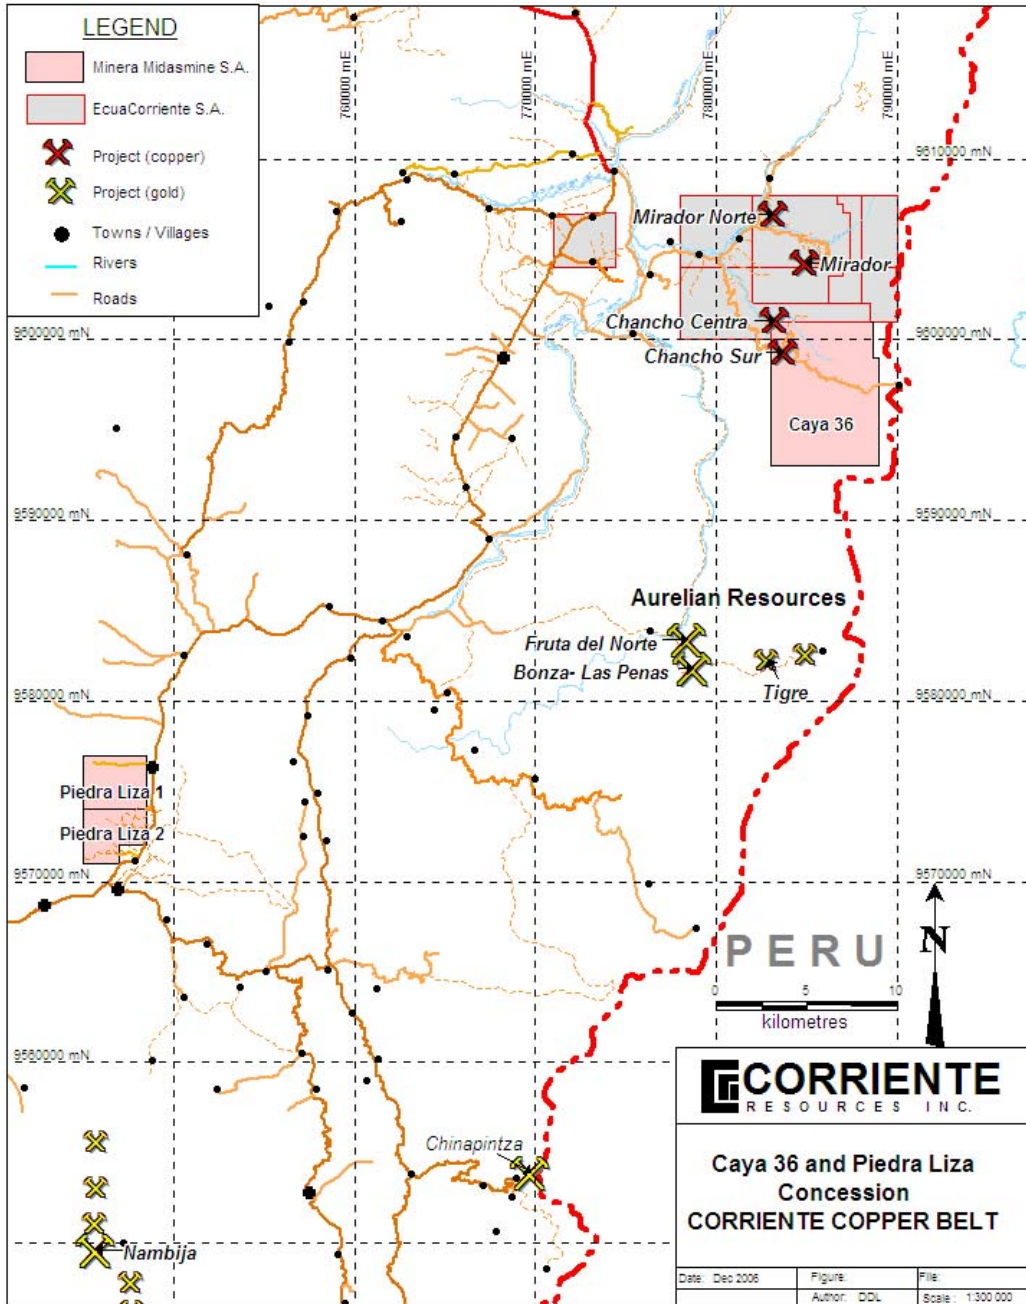 LEGEND
Minera Midasmine S.A.
EcuaCorriente S.A.
Project (copper)
Project (gold)
Towns / Villages
Rivers
Roads
760000 mE
770000 mE
780000 mE
790000 mE
9610000 mN
Mirador Norte
Mirador
Chancho Centra
9600000 mN
9600000 mN
Chancho Sur
Caya 36
9590000 mN
9590000 mN
Aurelian Resources
Fruta del Norte
Bonza- Las Penas
Tigre
9580000 mN
9580000 mN
Piedra Liza 1
Piedra Liza 2
9570000 mN
9570000 mN
PERU
N
0 5 10
kilometres
9560000 mN
CORRIENTE
RESOURCES INC.
Chinapintza
Caya 36 and Piedra Liza
Concession
CORRIENTE COPPER BELT
Nambija
Date: Dec 2006 Figure: File:
Author: DDL Scale : 1:300 000